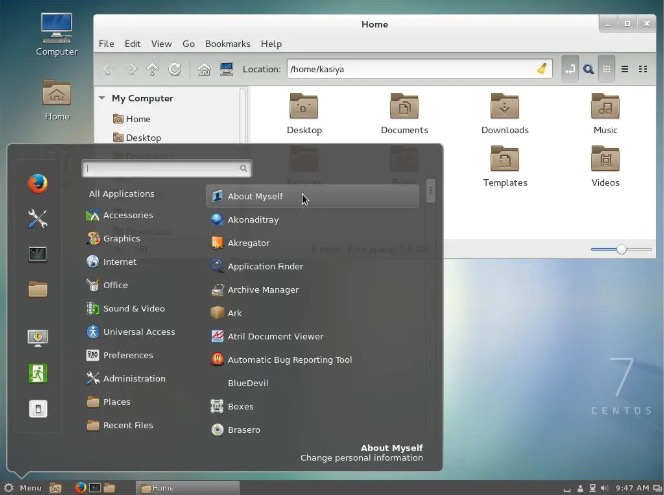 Home
Computer
File Edit View Go Bookmarks Help
Location: /home/kasiya
My Computer
Home
Home
Desktop
Desktop
Documents
Downloads
Music
Templates
Videos
All Applications
Accessories
Graphics
Internet
Office
Sound & Video
Universal Access
Preferences
Administration
Places
Recent Files
About Myself
Akonaditray
Akregator
Application Finder
Archive Manager
Ark
Atril Document Viewer
Automatic Bug Reporting Tool
BlueDevil
Boxes
Brasero
About Myself
Change personal information
7
CENTOS
Menu
Home
9:47 AM